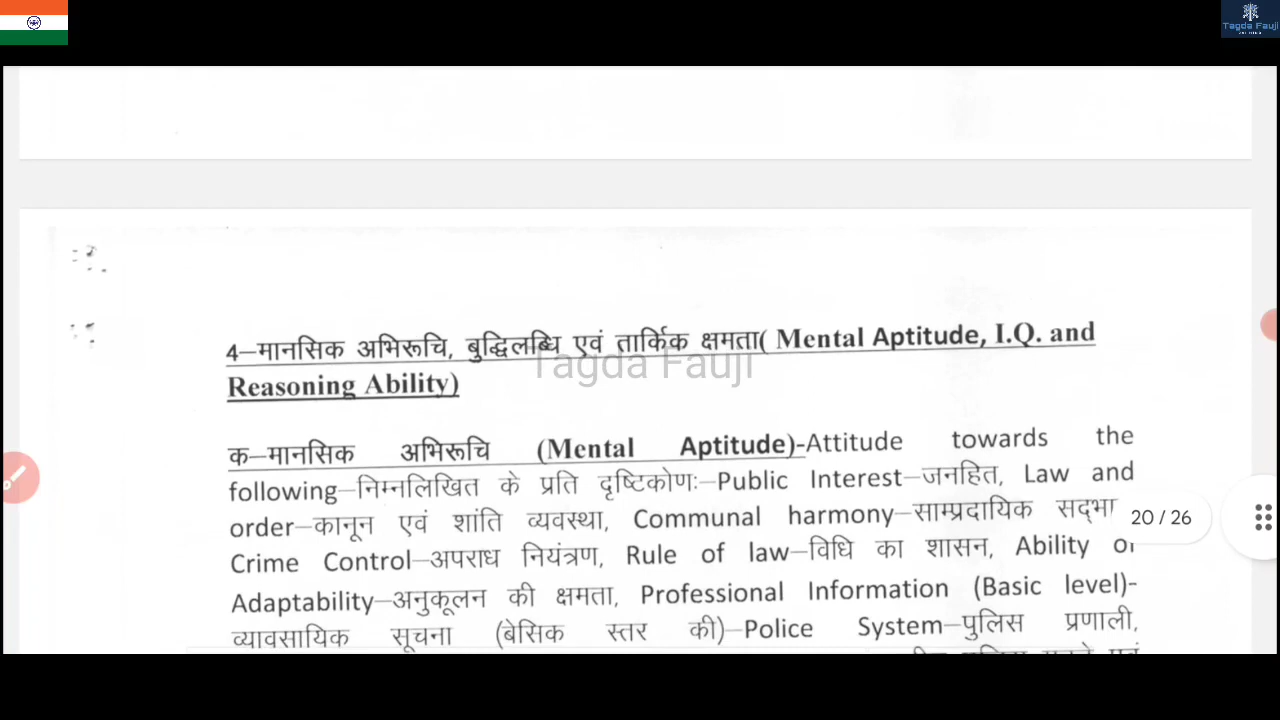 Tagda Fauji
4–मानसिक अभिरूचि, बुद्धिलब्धि एवं तार्किक क्षमता( Mental Aptitude, I.Q. and
Reasoning Ability)
Tagda Fauji
क–मानसिक अभिरूचि (Mental Aptitude)-Attitude towards the
following–निम्नलिखित के प्रति दृष्टिकोणः–Public Interest–जनहित, Law and
order–कानून एवं शांति व्यवस्था, Communal harmony–साम्प्रदायिक
20 / 26
Crime Control–अपराध नियंत्रण, Rule of law–विधि का शासन, Ability
Adaptability–अनुकूलन की क्षमता, Professional Information (Basic level)-
व्यावसायिक सूचना (बेसिक स्तर की)–Police System–पुलिस प्रणाली,